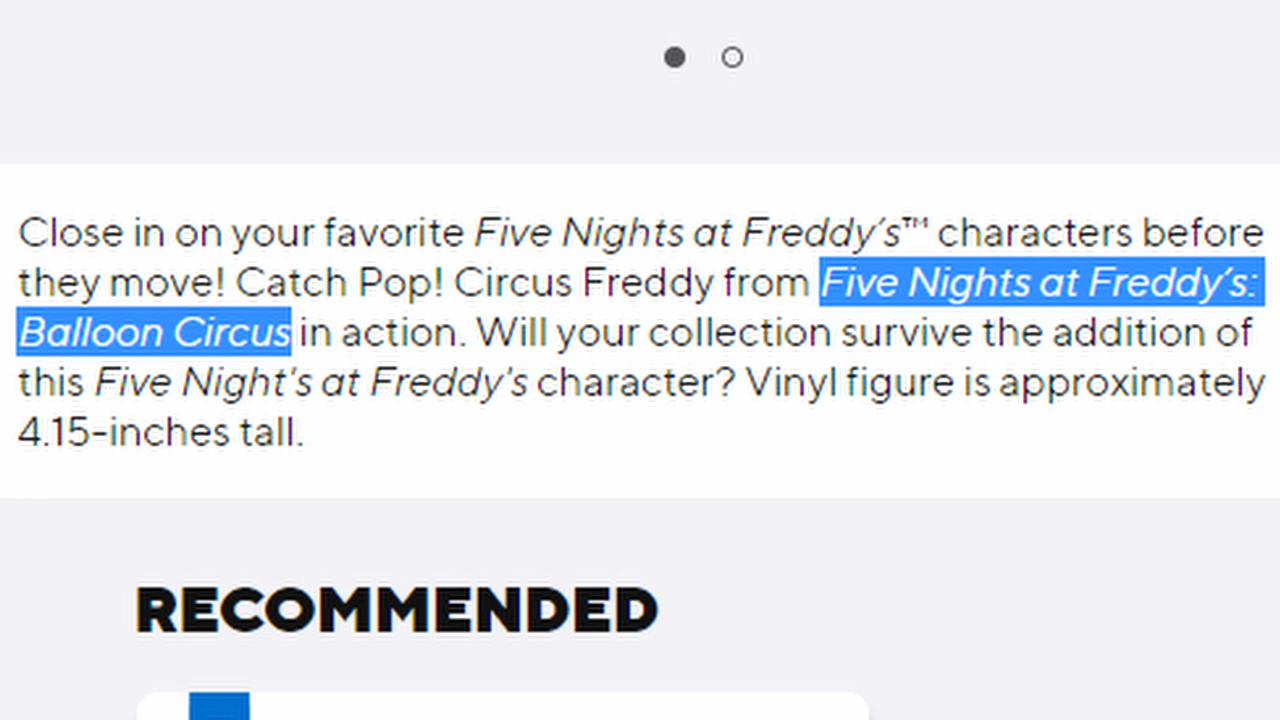 Close in on your favorite Five Nights at Freddy’s™ characters before
they move! Catch Pop! Circus Freddy from Five Nights at Freddy’s:
Balloon Circus in action. Will your collection survive the addition of
this Five Night's at Freddy's character? Vinyl figure is approximately
4.15-inches tall.
RECOMMENDED